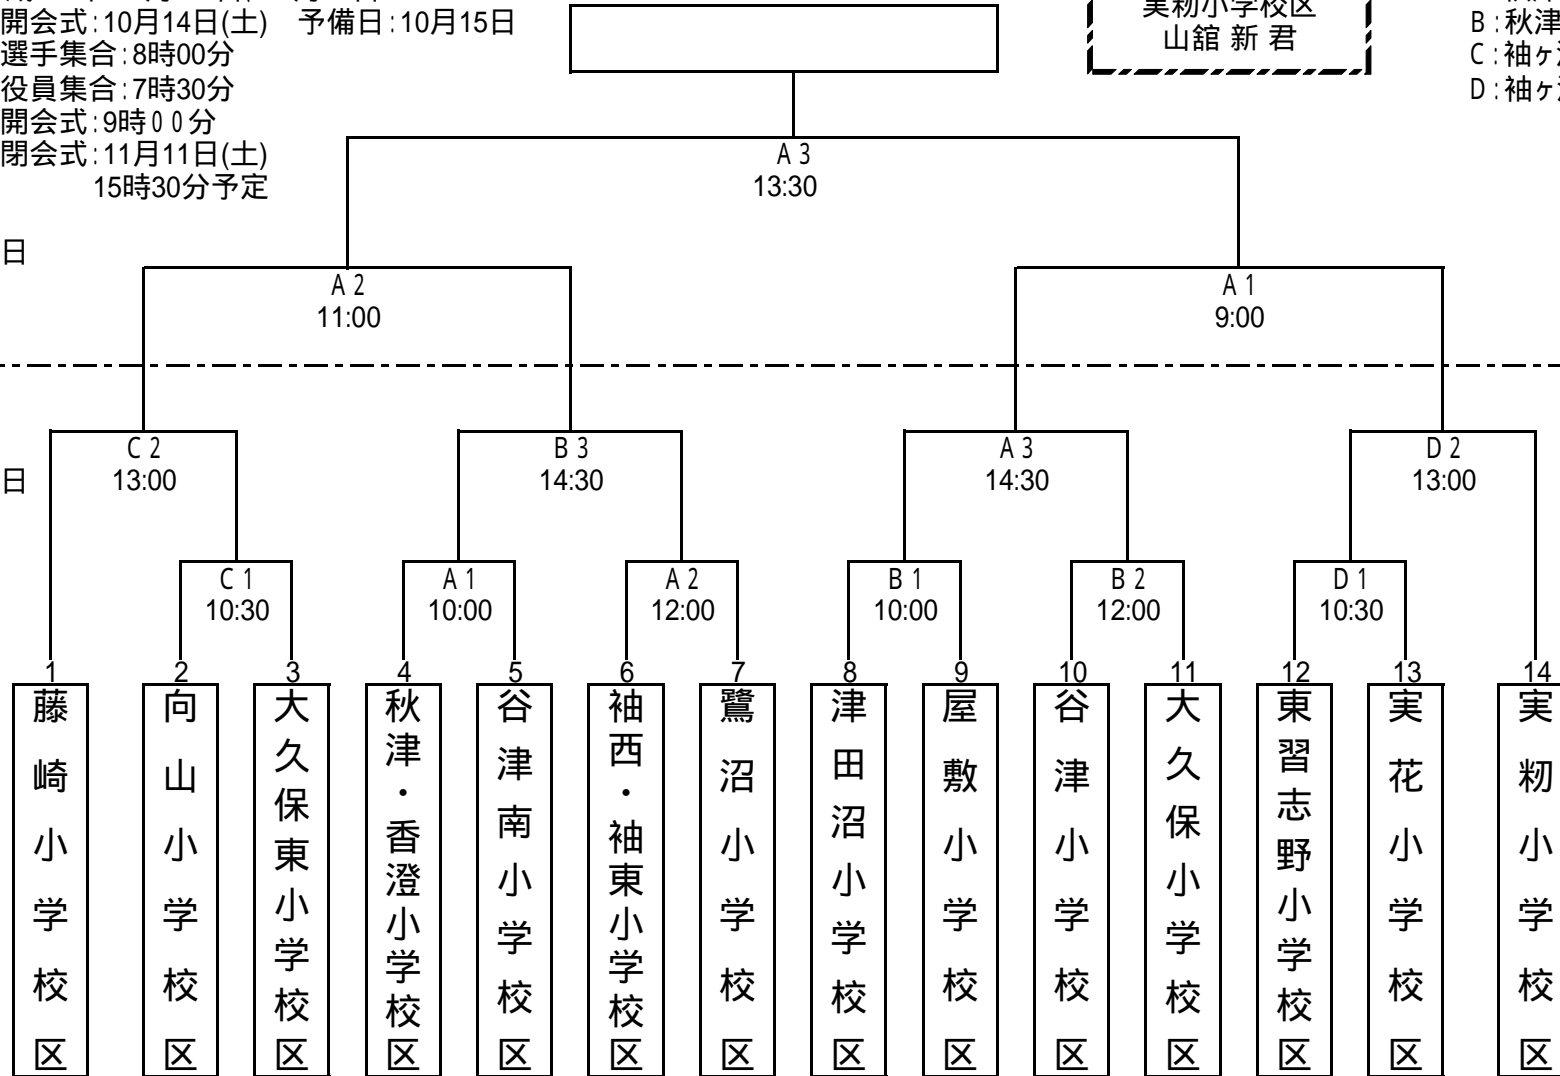 開会式:10月14日(土) 予備日:10月15日
選手集合:8時00分
役員集合:7時30分
開会式:9時00分
閉会式:11月11日(土)
15時30分予定
実籾小学校区
山舘 新 君
B:秋津
C:袖ヶ
D:袖ヶ
A3
13:30
日
A2
11:00
A1
9:00
日
C2
13:00
B3
14:30
A3
14:30
D2
13:00
C1
10:30
A1
10:00
A2
12:00
B1
10:00
B2
12:00
D1
10:30
1
藤崎小学校区
2
向山小学校区
3
大久保東小学校区
4
秋津・香澄小学校区
5
谷津南小学校区
6
袖西・袖東小学校区
7
鷺沼小学校区
8
津田沼小学校区
9
屋敷小学校区
10
谷津小学校区
11
大久保小学校区
12
東習志野小学校区
13
実花小学校区
14
実籾小学校区